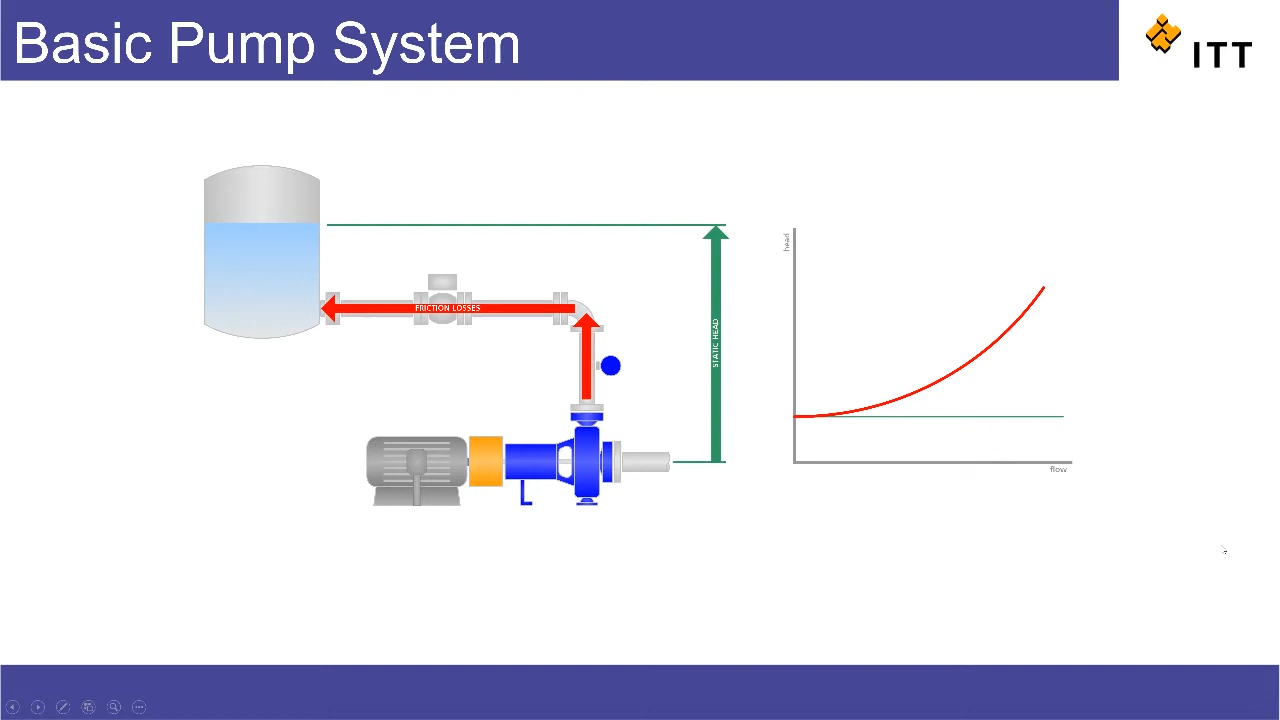 Basic Pump System
ITT
head
FRICTION LOSSES
STATIC HEAD
flow